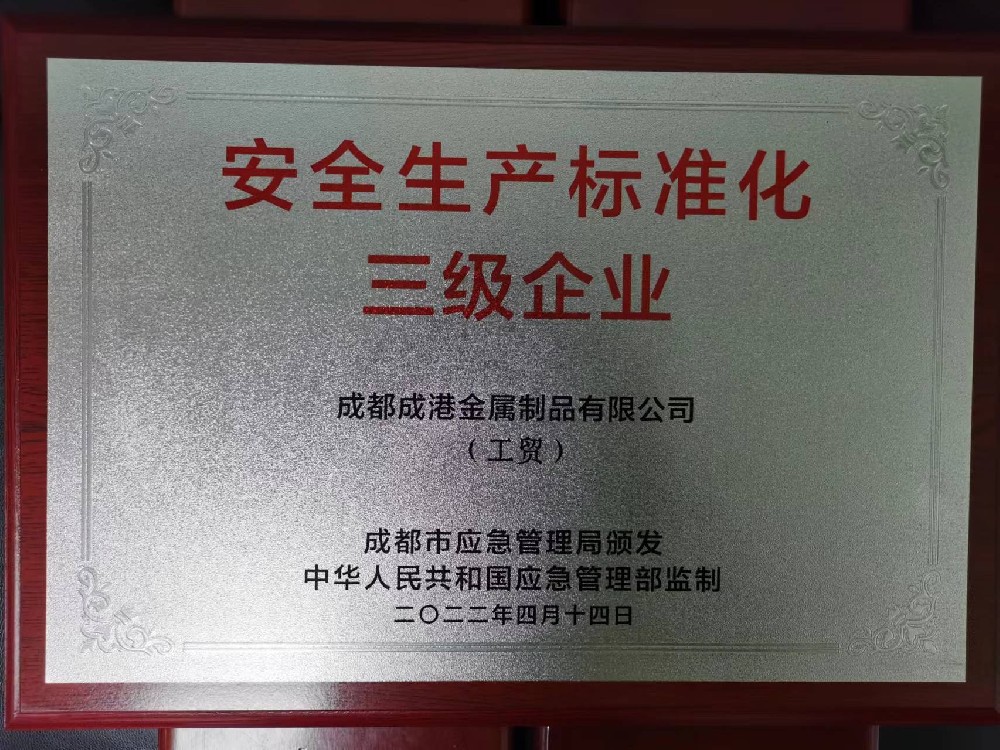 安全生产标准化
三级企业
成都成港金属制品有限公司
（工贸）
成都市应急管理局颁发
中华人民共和国应急管理部监制
二〇二二年四月十四日